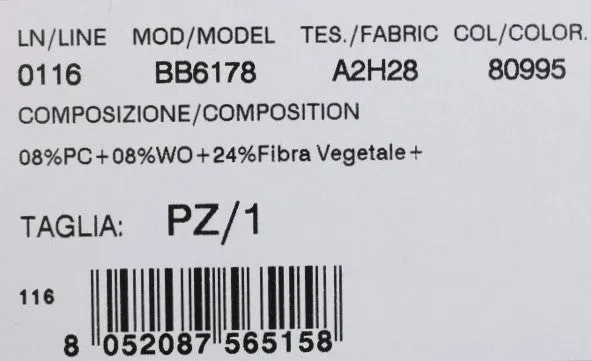 LN/LINE MOD/MODEL TES./FABRIC COL/COLOR.
0116 BB6178 A2H28 80995
COMPOSIZIONE/COMPOSITION
08%PC+08%WO+24%Fibra Vegetale+
TAGLIA: PZ/1
116
8 052087 565158